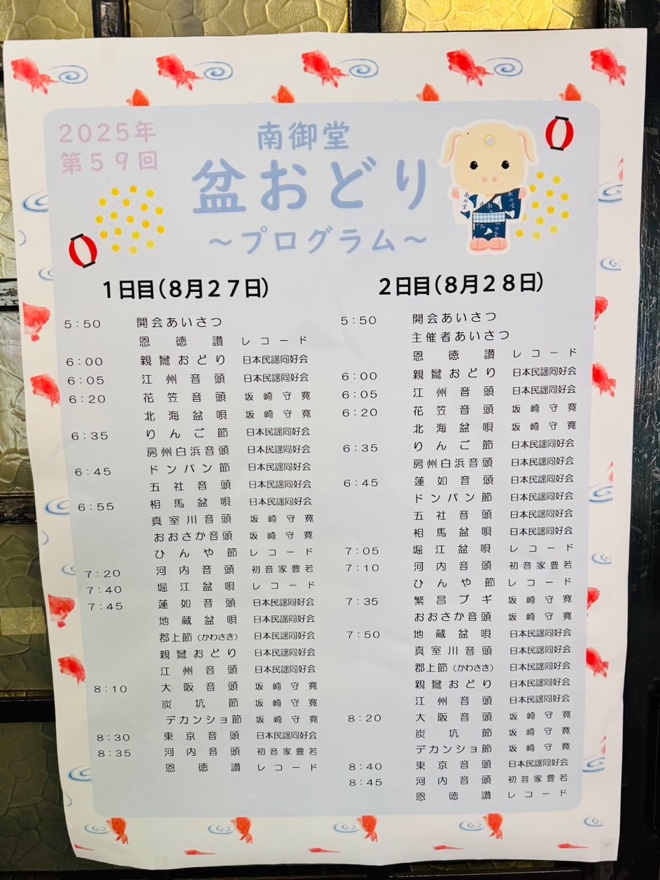 2025年
第59回
南御堂
盆おどり
～プログラム～
1日目（8月27日）
5:50 開会あいさつ
恩徳讃 レコード
6:00 親鸞おどり 日本民謡同好会
6:05 江州音頭 日本民謡同好会
6:20 花笠音頭 坂崎守寛
北海盆唄 坂崎守寛
6:35 りんご節 日本民謡同好会
房州白浜音頭 日本民謡同好会
6:45 ドンパン節 日本民謡同好会
五社音頭 日本民謡同好会
6:55 相馬盆唄 日本民謡同好会
真室川音頭 坂崎守寛
おおさか音頭 坂崎守寛
ひんや節 レコード
7:20 河内音頭 初音家豊若
7:40 堀江盆唄 レコード
7:45 蓮如音頭 日本民謡同好会
地蔵盆唄 日本民謡同好会
郡上節（かわさき） 日本民謡同好会
親鸞おどり 日本民謡同好会
江州音頭 日本民謡同好会
8:10 大阪音頭 坂崎守寛
炭坑節 坂崎守寛
デカンショ節 坂崎守寛
8:30 東京音頭 日本民謡同好会
8:35 河内音頭 初音家豊若
恩徳讃 レコード
2日目（8月28日）
5:50 開会あいさつ
主催者あいさつ
恩徳讃 レコード
6:00 親鸞おどり 日本民謡同好会
6:05 江州音頭 日本民謡同好会
6:20 花笠音頭 坂崎守寛
北海盆唄 坂崎守寛
6:35 りんご節 日本民謡同好会
房州白浜音頭 日本民謡同好会
6:45 蓮如音頭 日本民謡同好会
ドンパン節 日本民謡同好会
五社音頭 日本民謡同好会
相馬盆唄 日本民謡同好会
7:05 堀江盆唄 レコード
7:10 河内音頭 初音家豊若
ひんや節 レコード
7:35 繁昌ブギ 坂崎守寛
おおさか音頭 坂崎守寛
7:50 地蔵盆唄 日本民謡同好会
真室川音頭 日本民謡同好会
郡上節（かわさき） 日本民謡同好会
親鸞おどり 日本民謡同好会
江州音頭 日本民謡同好会
8:20 大阪音頭 坂崎守寛
炭坑節 坂崎守寛
デカンショ節 坂崎守寛
8:40 東京音頭 日本民謡同好会
8:45 河内音頭 初音家豊若
恩徳讃 レコード